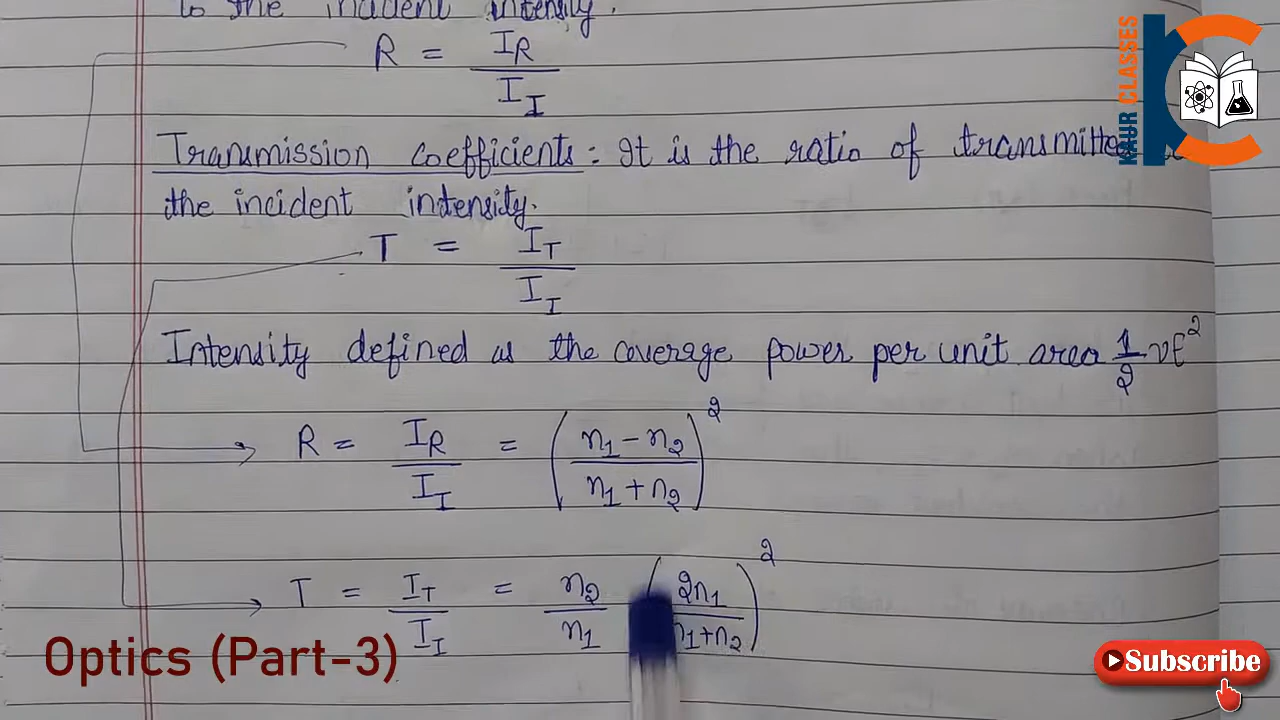 to the incident intensity.
R = I_R / I_I
Transmission coefficients : It is the ratio of transmitted
the incident intensity.
T = I_T / I_I
Intensity defined as the coverage power per unit area 1/2 vE²
R = I_R / I_I = ( n₁ - n₂ / n₁ + n₂ )²
T = I_T / I_I = n₂ / n₁ ( 2n₁ / n₁+n₂ )²
KAUR CLASSES
Optics (Part-3)
Subscribe